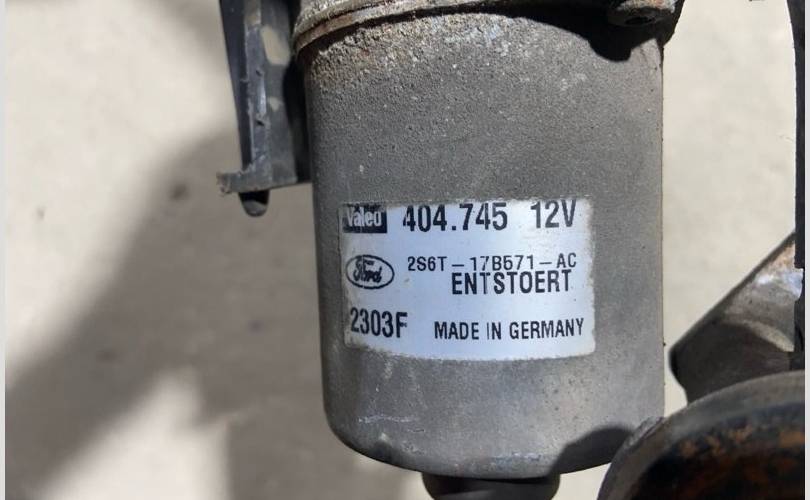 Valeo 404.745 12V
Ford 2S6T-17B571-AC
ENTSTOERT
2303F MADE IN GERMANY